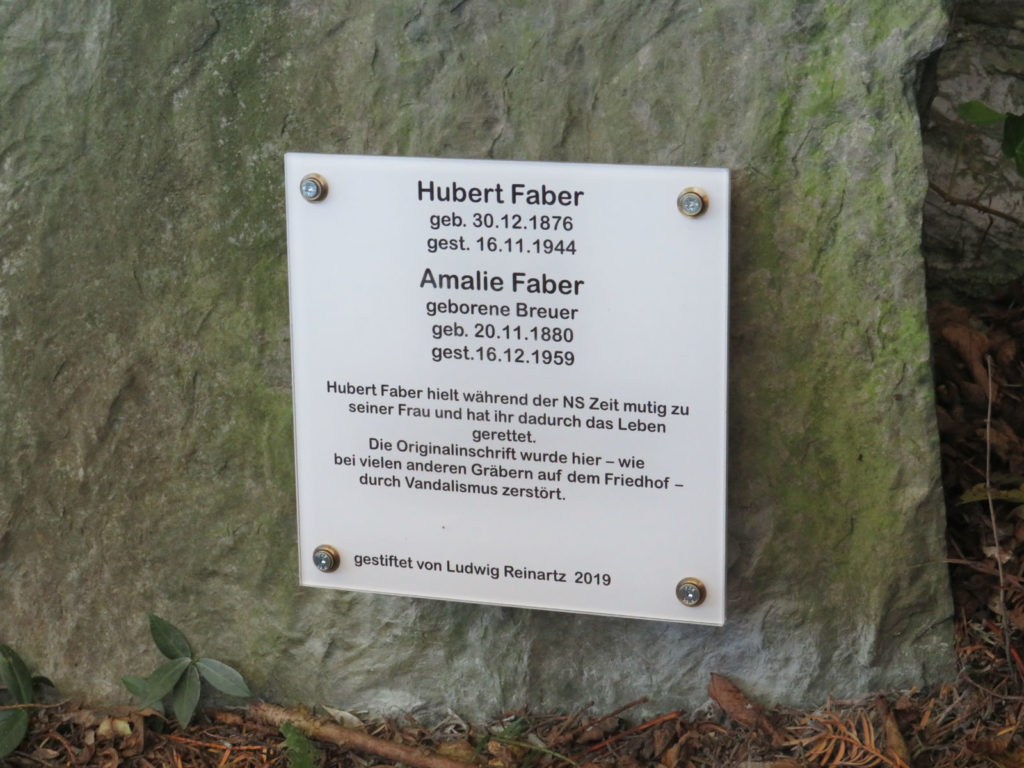 Hubert Faber
geb. 30.12.1876
gest. 16.11.1944
Amalie Faber
geborene Breuer
geb. 20.11.1880
gest.16.12.1959
Hubert Faber hielt während der NS Zeit mutig zu
seiner Frau und hat ihr dadurch das Leben
gerettet.
Die Originalinschrift wurde hier – wie
bei vielen anderen Gräbern auf dem Friedhof –
durch Vandalismus zerstört.
gestiftet von Ludwig Reinartz 2019